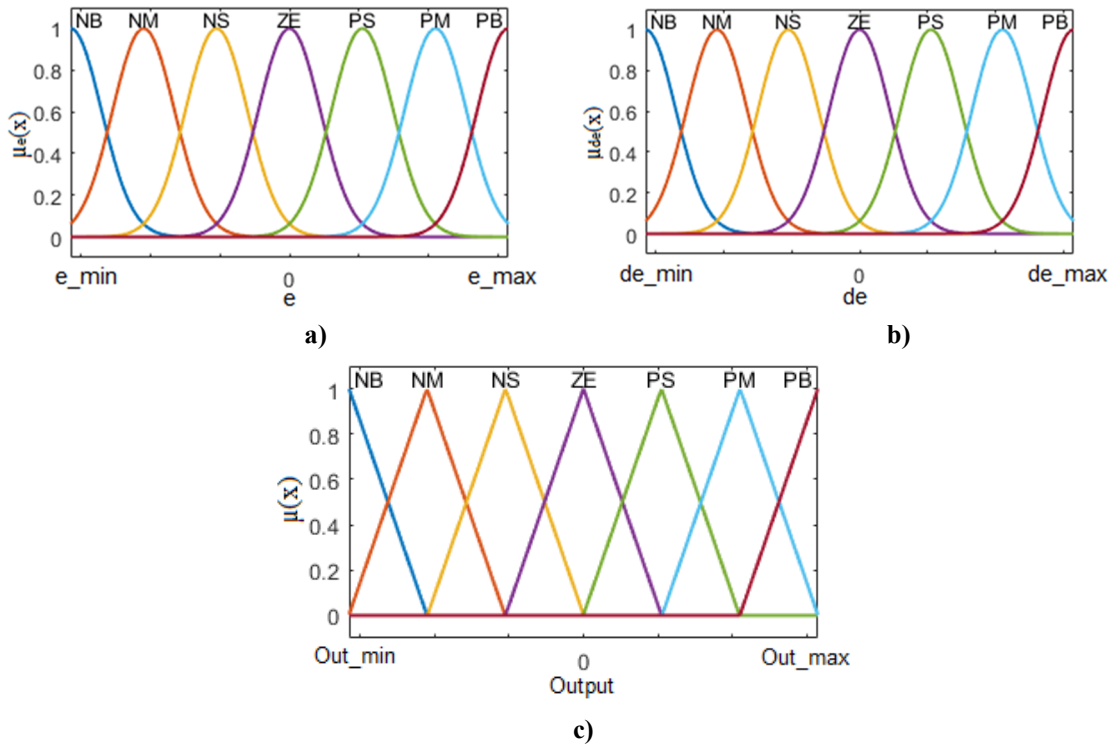 NB NM NS ZE PS PM PB
1
0.8
0.6
0.4
0.2
0
μe(x)
e_min 0 e_max
e
a)
NB NM NS ZE PS PM PB
1
0.8
0.6
0.4
0.2
0
μde(x)
de_min 0 de_max
de
b)
NB NM NS ZE PS PM PB
1
0.8
0.6
0.4
0.2
0
μ(x)
Out_min 0 Out_max
Output
c)